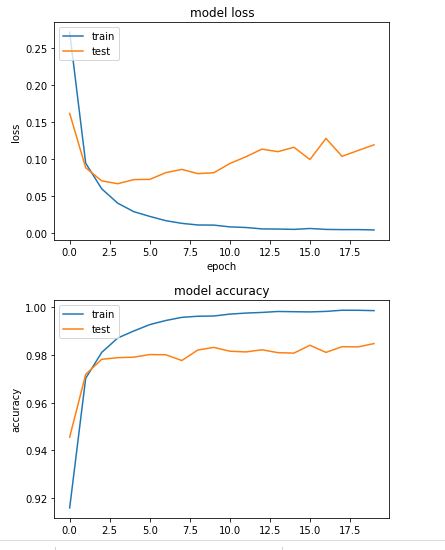 model loss
train
test
0.25
0.20
0.15
0.10
0.05
0.00
loss
0.0 2.5 5.0 7.5 10.0 12.5 15.0 17.5
epoch
model accuracy
train
test
1.00
0.98
0.96
0.94
0.92
accuracy
0.0 2.5 5.0 7.5 10.0 12.5 15.0 17.5